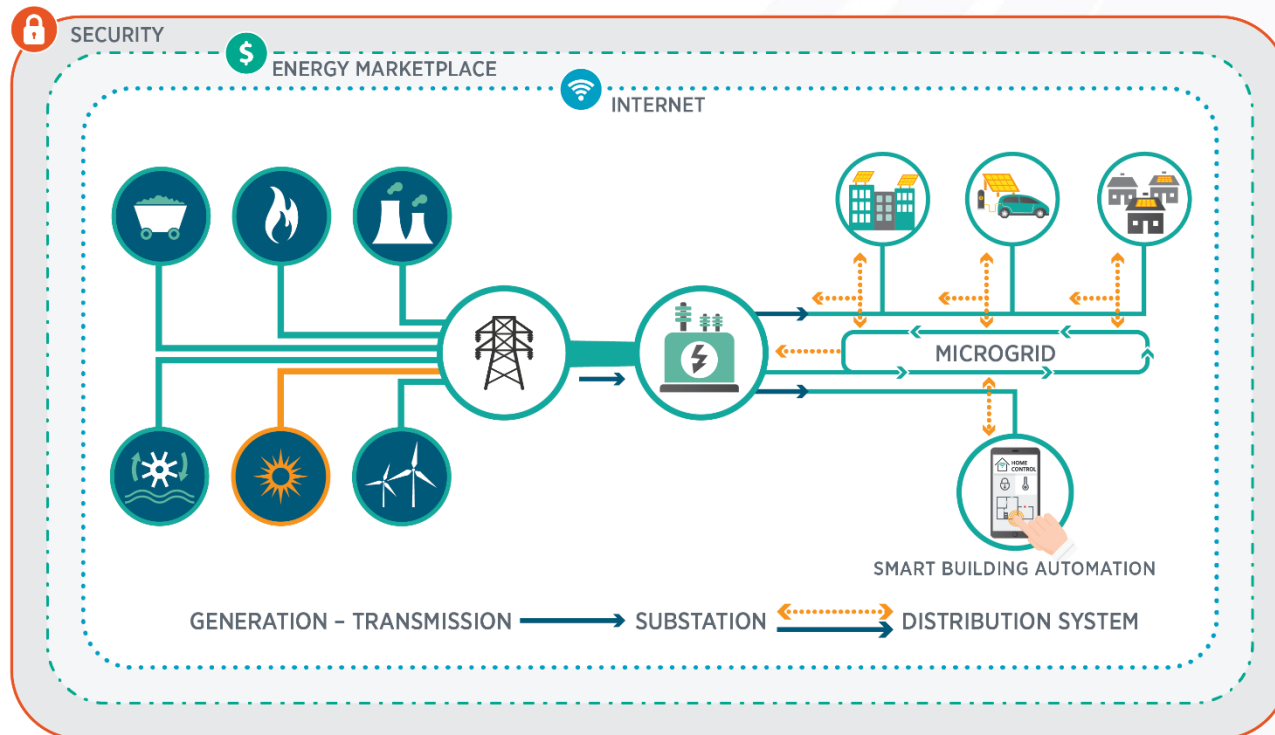 SECURITY
$
ENERGY MARKETPLACE
INTERNET
MICROGRID
HOME
CONTROL
SMART BUILDING AUTOMATION
GENERATION – TRANSMISSION SUBSTATION DISTRIBUTION SYSTEM